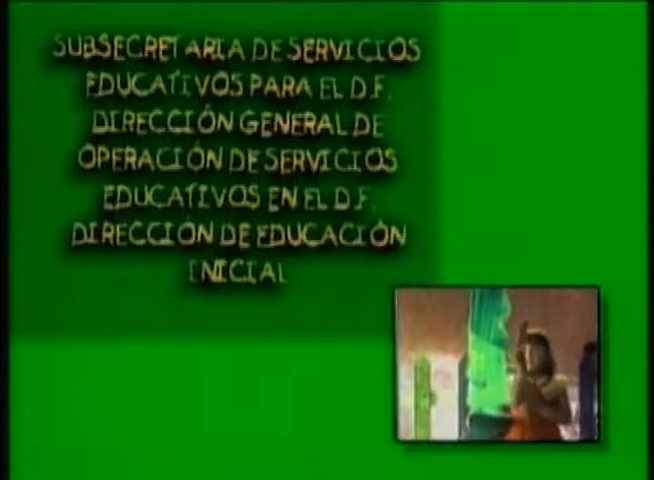 SUBSECRETARIA DE SERVICIOS
EDUCATIVOS PARA EL D.F.
DIRECCIÓN GENERAL DE
OPERACIÓN DE SERVICIOS
EDUCATIVOS EN EL D.F.
DIRECCIÓN DE EDUCACIÓN
INICIAL